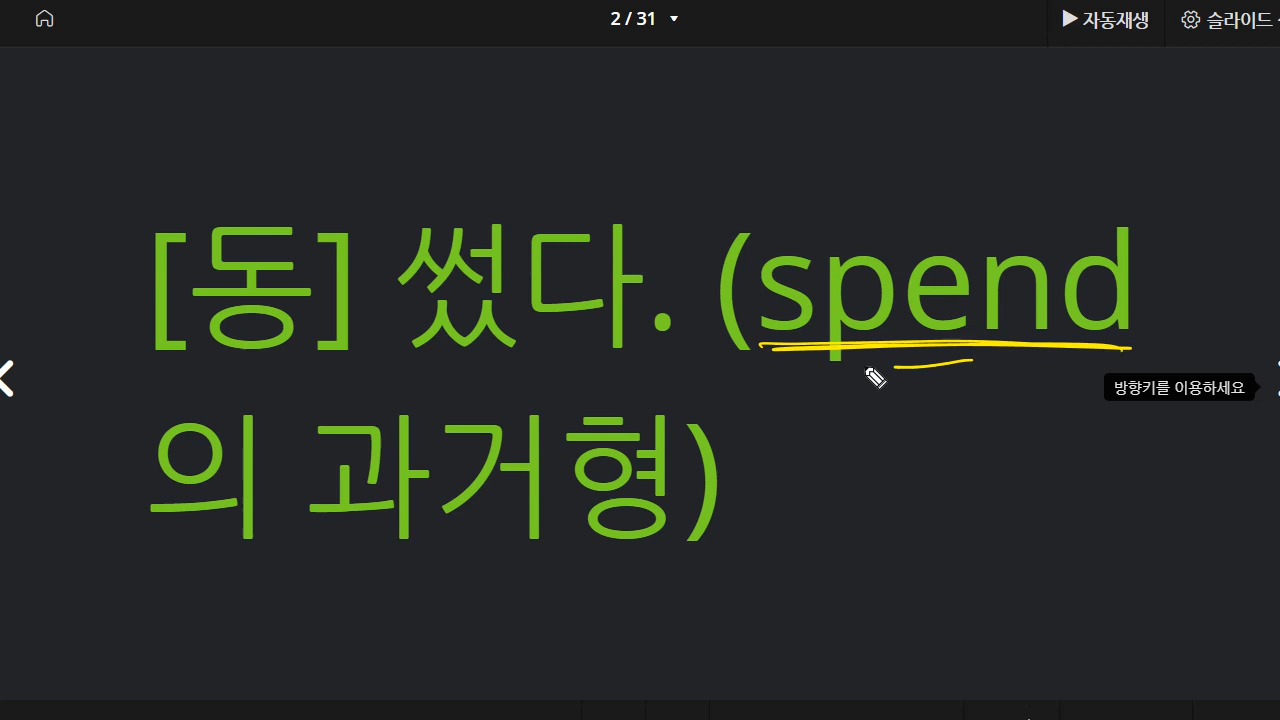 2 / 31
자동재생
슬라이드
[동] 썼다. (spend
의 과거형)
방향키를 이용하세요